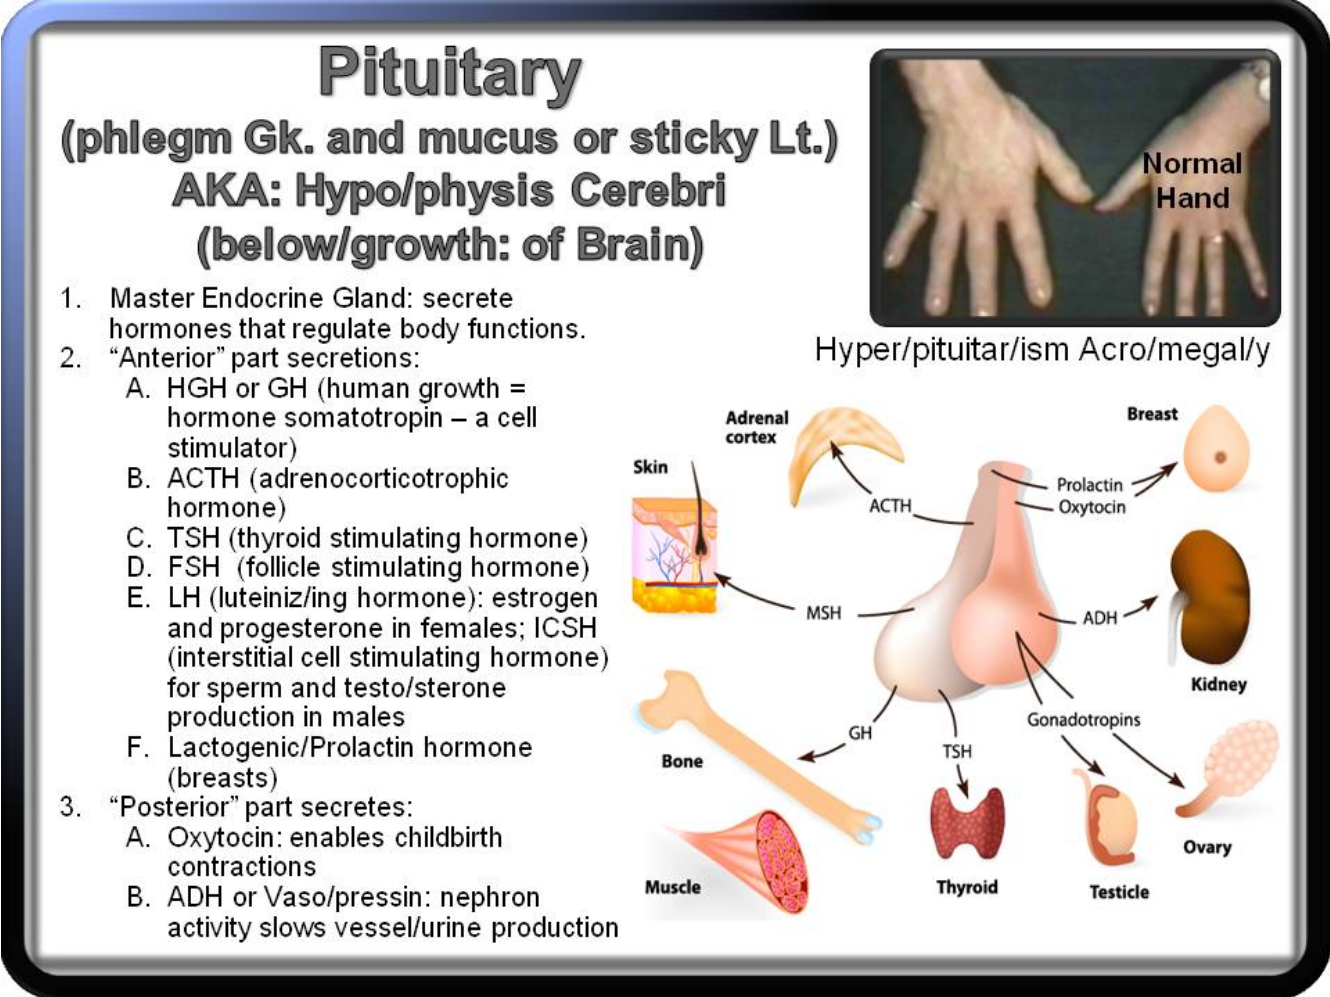 Pituitary
(phlegm Gk. and mucus or sticky Lt.)
AKA: Hypo/physis Cerebri
(below/growth: of Brain)
1. Master Endocrine Gland: secrete
hormones that regulate body functions.
2. “Anterior” part secretions:
A. HGH or GH (human growth =
hormone somatotropin – a cell
stimulator)
B. ACTH (adrenocorticotrophic
hormone)
C. TSH (thyroid stimulating hormone)
D. FSH (follicle stimulating hormone)
E. LH (luteiniz/ing hormone): estrogen
and progesterone in females; ICSH
(interstitial cell stimulating hormone)
for sperm and testo/sterone
production in males
F. Lactogenic/Prolactin hormone
(breasts)
3. “Posterior” part secretes:
A. Oxytocin: enables childbirth
contractions
B. ADH or Vaso/pressin: nephron
activity slows vessel/urine production
Normal
Hand
Hyper/pituitar/ism Acro/megal/y
Adrenal
cortex
Breast
Skin
Prolactin
Oxytocin
ACTH
MSH
ADH
Kidney
Gonadotropins
GH
TSH
Bone
Ovary
Muscle
Thyroid
Testicle